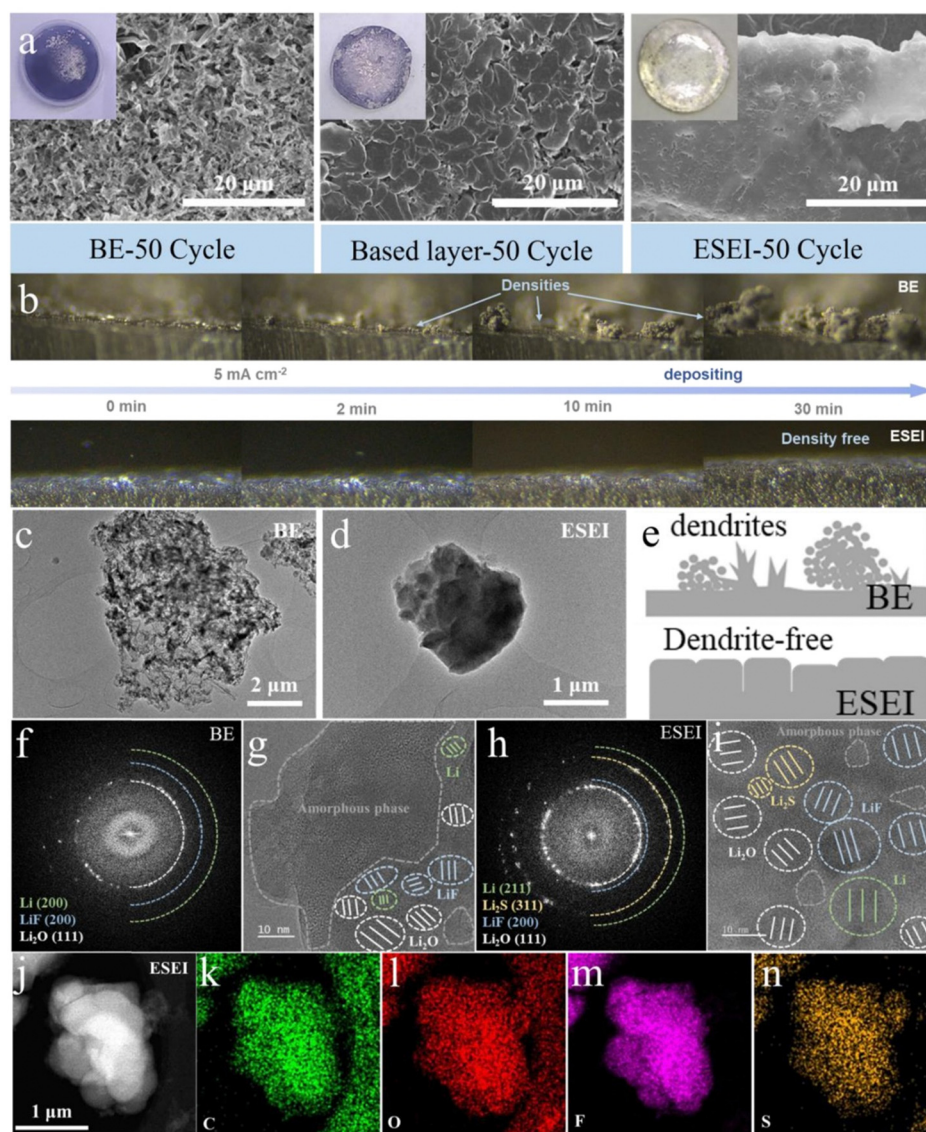 a
20 μm
20 μm
20 μm
BE-50 Cycle
Based layer-50 Cycle
ESEI-50 Cycle
b
Densities
BE
5 mA cm-2
depositing
0 min
2 min
10 min
30 min
Density free
ESEI
c
BE
2 μm
d
ESEI
1 μm
e
dendrites
BE
Dendrite-free
ESEI
f
BE
Li (200)
LiF (200)
Li₂O (111)
g
Li
Amorphous phase
LiF
Li₂O
10 nm
h
ESEI
Li (211)
Li₂S (311)
LiF (200)
Li₂O (111)
i
Amorphous phase
Li₂S
LiF
Li₂O
Li
10 nm
j
ESEI
1 μm
k
C
l
O
m
F
n
S